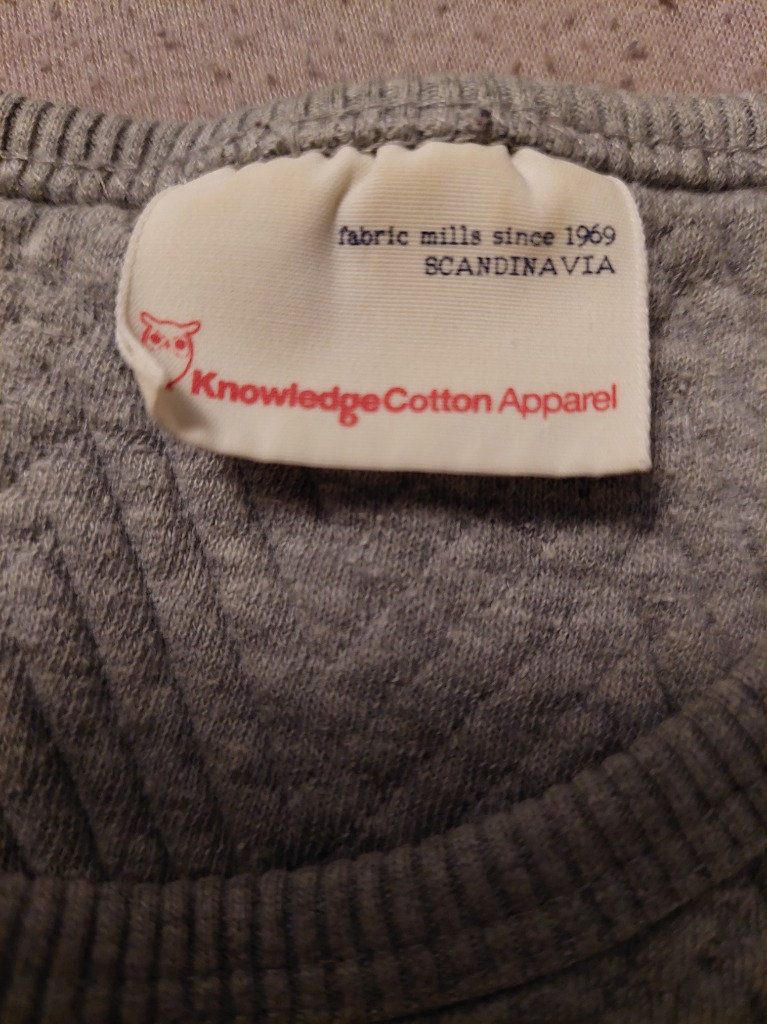 fabric mills since 1969
SCANDINAVIA
KnowledgeCotton Apparel